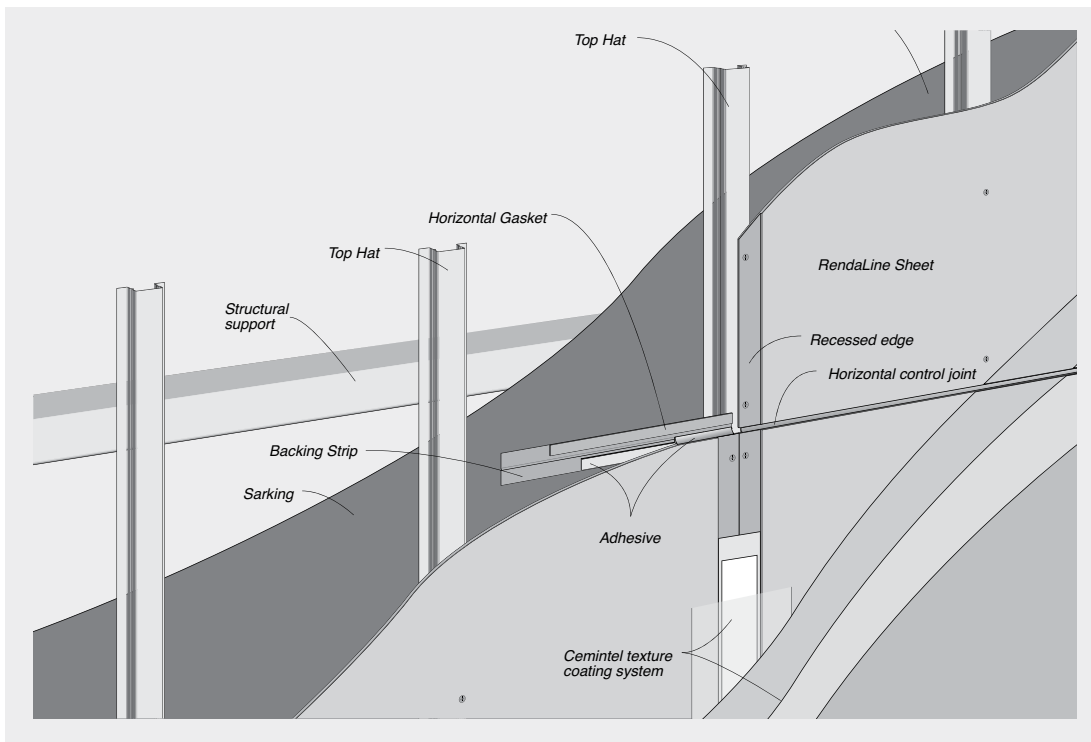 Top Hat
Horizontal Gasket
Top Hat
RendaLine Sheet
Structural
support
Recessed edge
Horizontal control joint
Backing Strip
Sarking
Adhesive
Cemintel texture
coating system